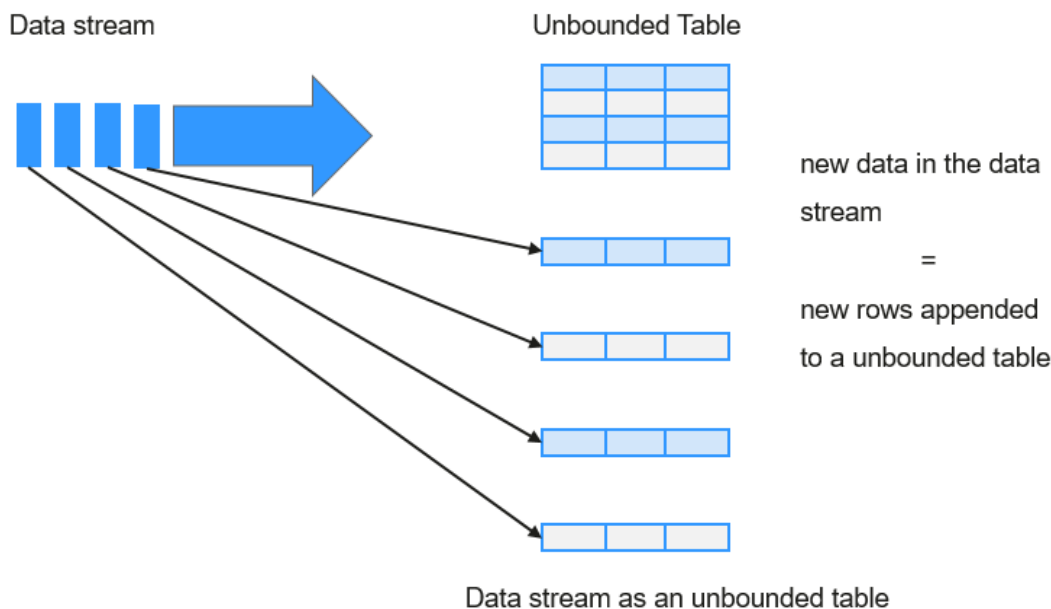 Data stream
Unbounded Table
new data in the data
stream
=
new rows appended
to a unbounded table
Data stream as an unbounded table